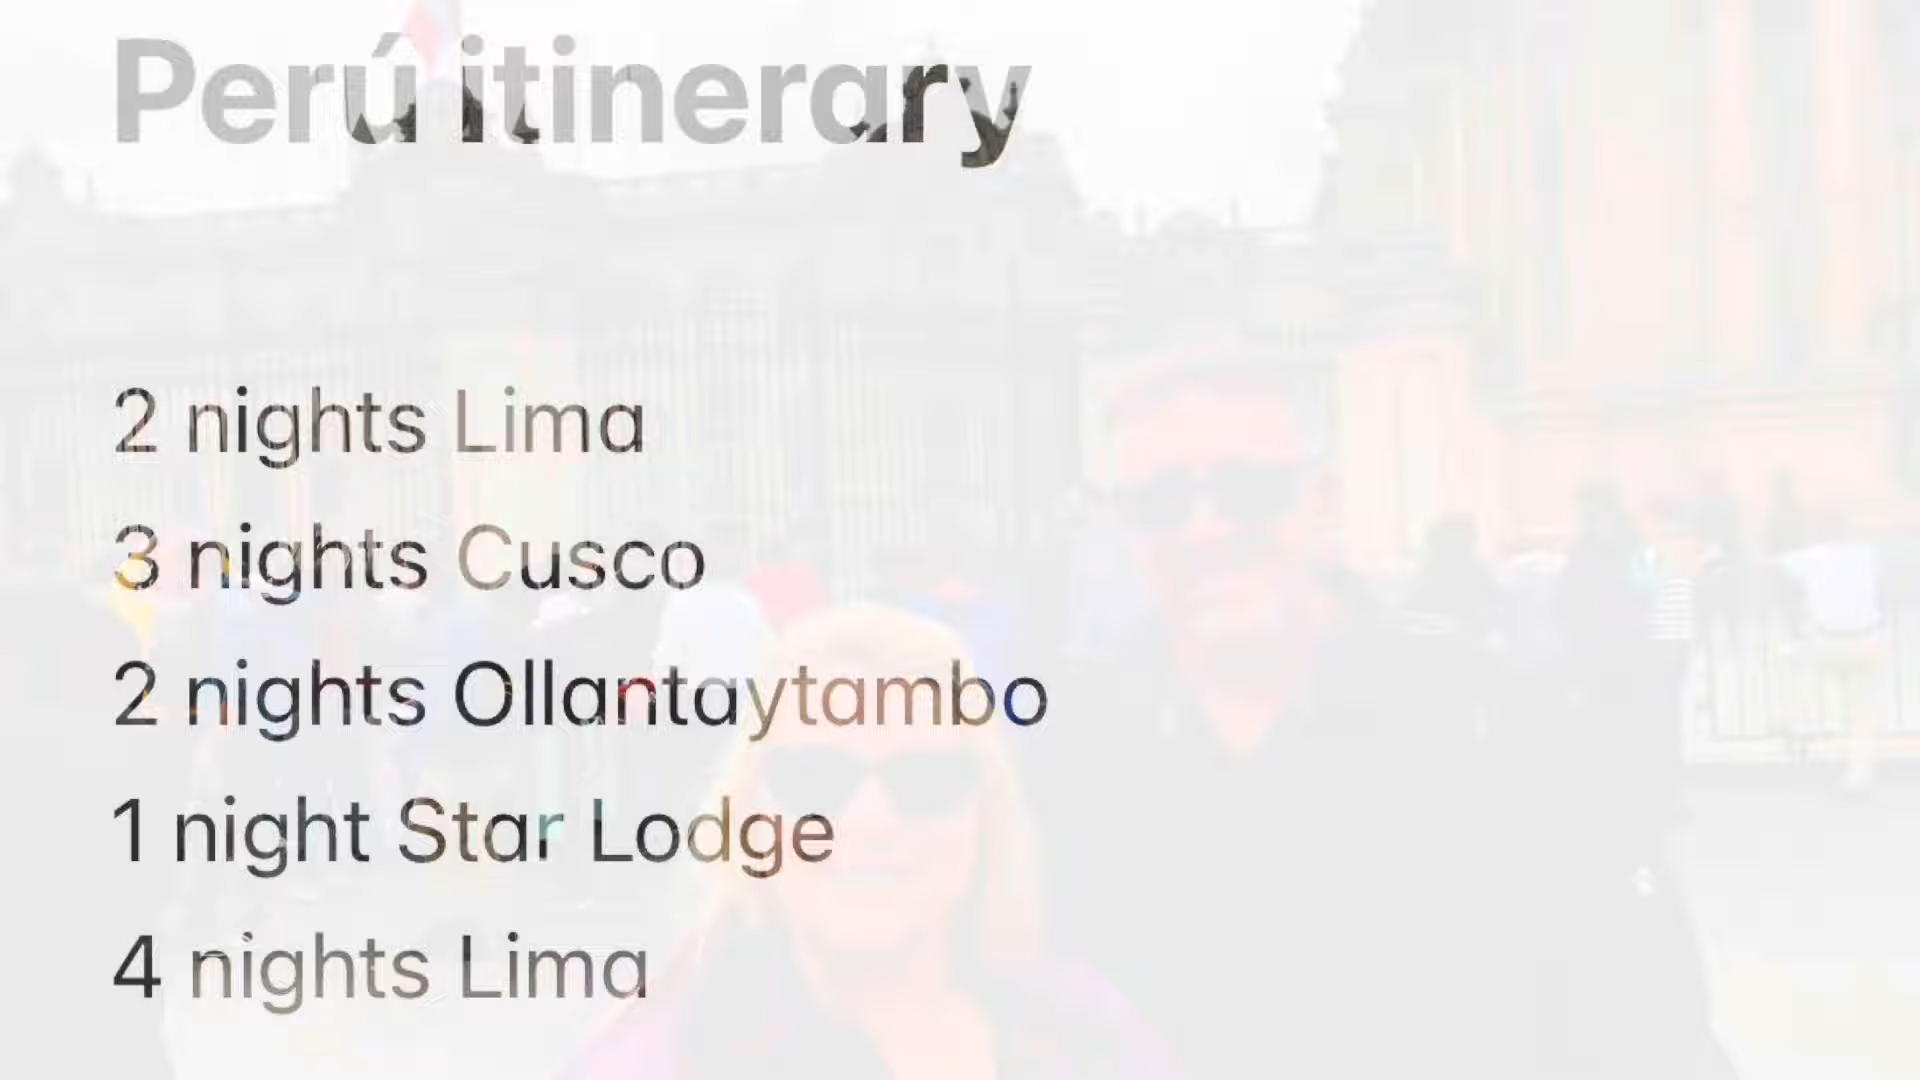 Perú itinerary
2 nights Lima
3 nights Cusco
2 nights Ollantaytambo
1 night Star Lodge
4 nights Lima